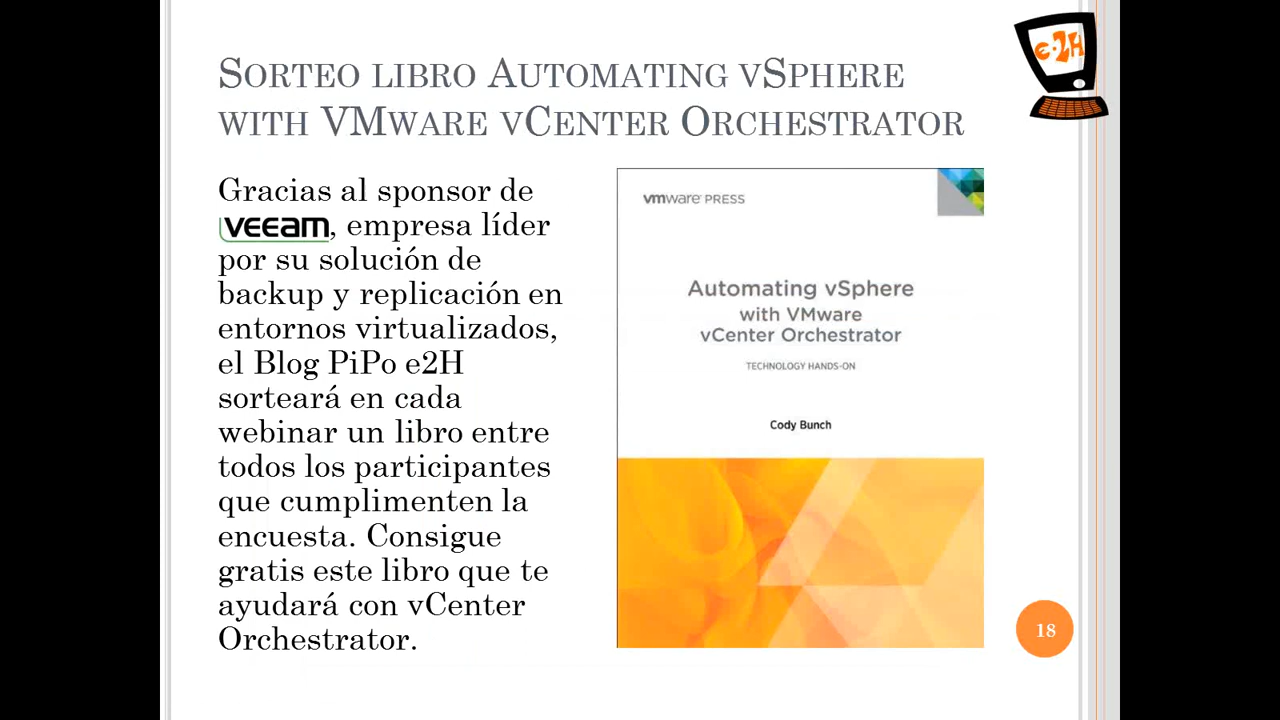 Sorteo libro Automating vSphere
with VMware vCenter Orchestrator
e-2H
Gracias al sponsor de
veeam, empresa líder
por su solución de
backup y replicación en
entornos virtualizados,
el Blog PiPo e2H
sorteará en cada
webinar un libro entre
todos los participantes
que cumplimenten la
encuesta. Consigue
gratis este libro que te
ayudará con vCenter
Orchestrator.
vmware PRESS
Automating vSphere
with VMware
vCenter Orchestrator
TECHNOLOGY HANDS-ON
Cody Bunch
18